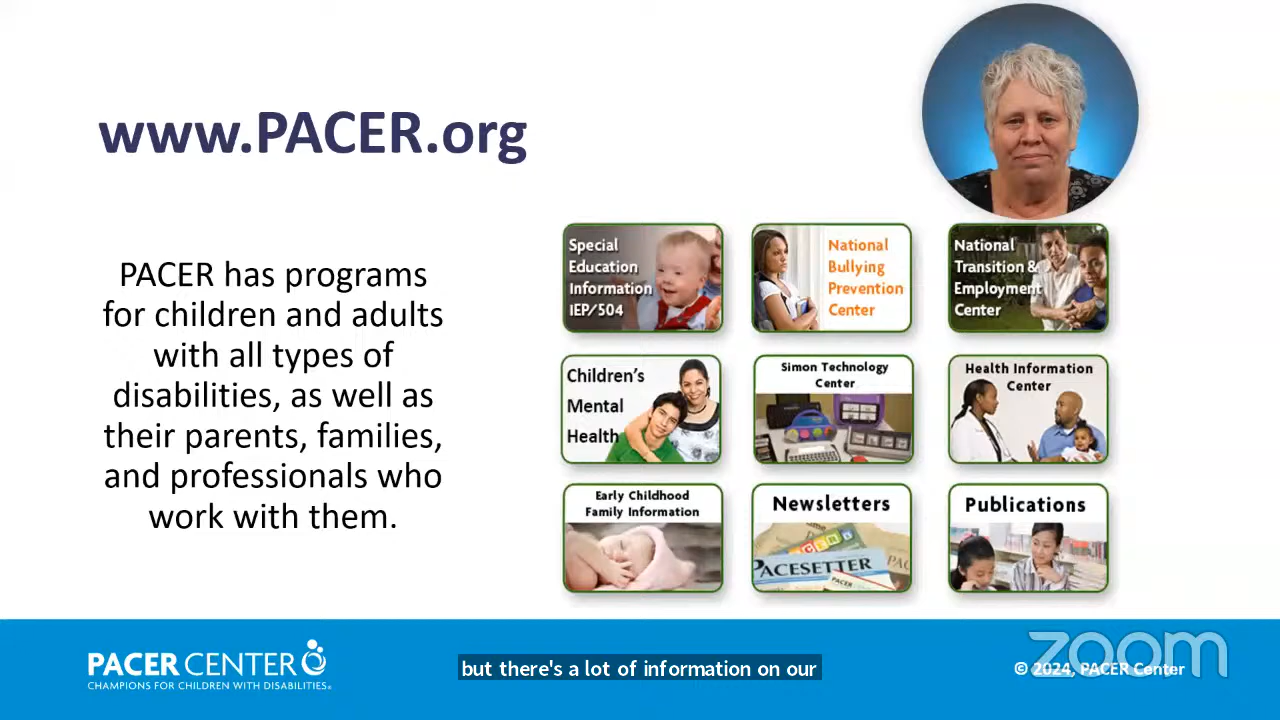 www.PACER.org
PACER has programs
for children and adults
with all types of
disabilities, as well as
their parents, families,
and professionals who
work with them.
Special
Education
Information
IEP/504
National
Bullying
Prevention
Center
National
Transition &
Employment
Center
Children's
Mental
Health
Simon Technology
Center
Health Information
Center
Early Childhood
Family Information
Newsletters
PACESETTER
PACER
Publications
PACER CENTER
CHAMPIONS FOR CHILDREN WITH DISABILITIES®
but there's a lot of information on our
© 2024, PACER Center
zoom